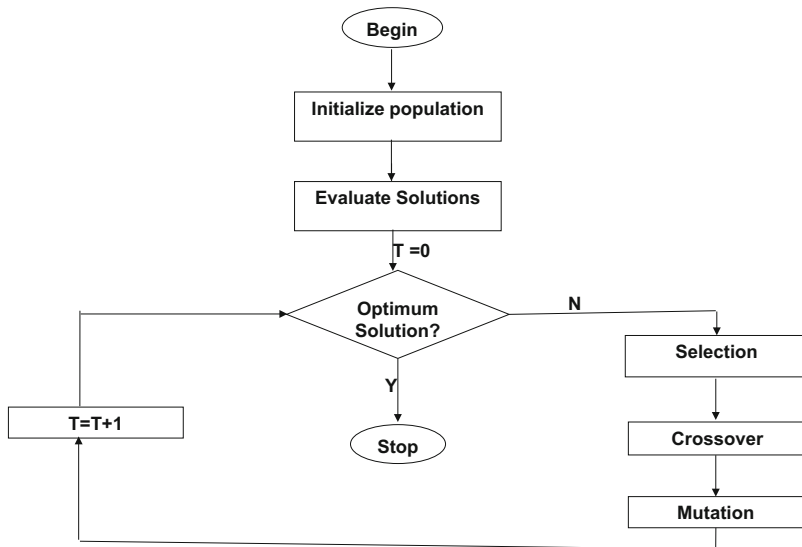 Begin
Initialize population
Evaluate Solutions
T =0
Optimum
Solution?
N
Selection
Y
T=T+1
Stop
Crossover
Mutation